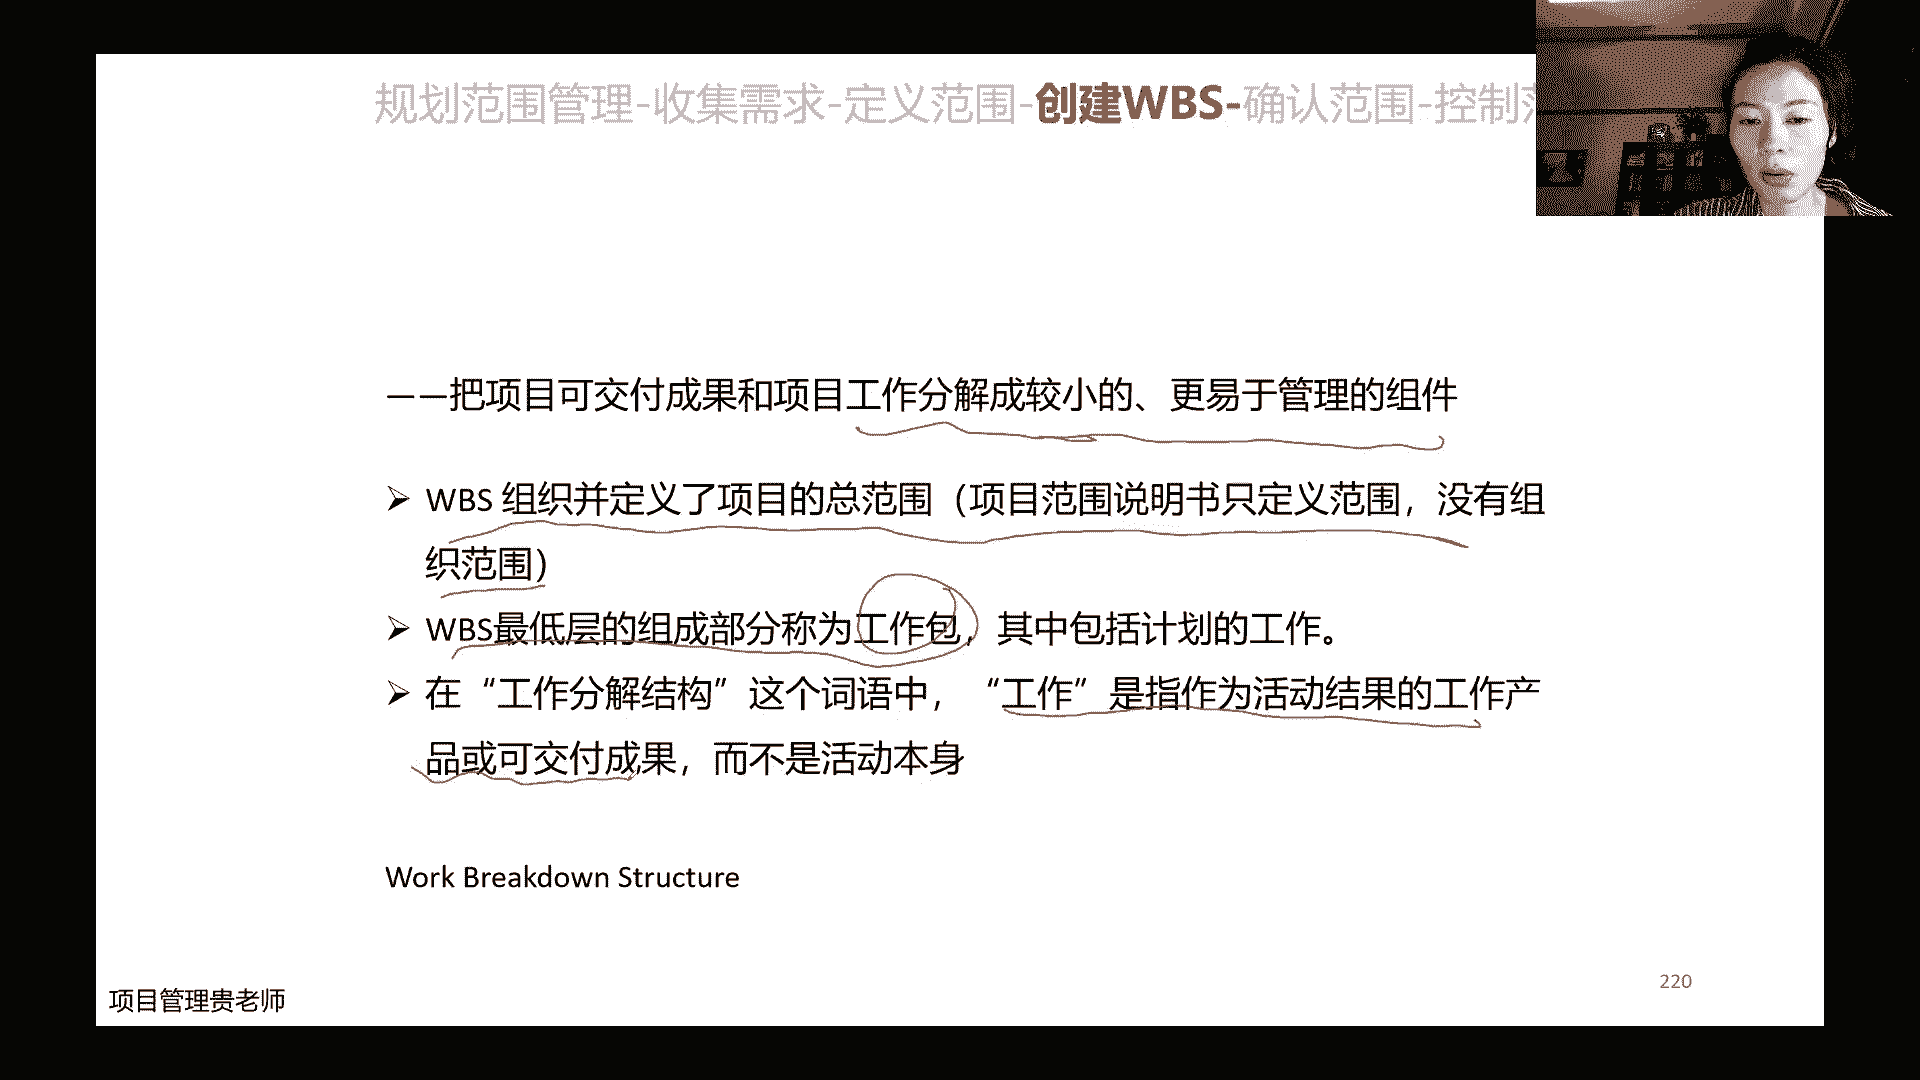 规划范围管理-收集需求-定义范围-创建WBS-确认范围-控制
——把项目可交付成果和项目工作分解成较小的、更易于管理的组件
➢ WBS 组织并定义了项目的总范围（项目范围说明书只定义范围，没有组
织范围）
➢ WBS最低层的组成部分称为工作包，其中包括计划的工作。
➢ 在“工作分解结构”这个词语中，“工作”是指作为活动结果的工作产
品或可交付成果，而不是活动本身
Work Breakdown Structure
220
项目管理贵老师